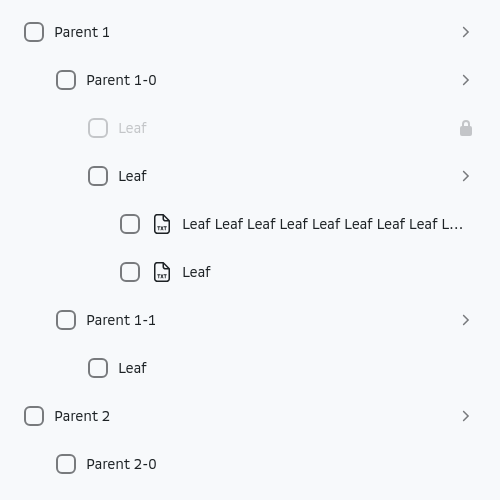 Parent 1
Parent 1-0
Leaf
Leaf
TXT Leaf Leaf Leaf Leaf Leaf Leaf Leaf Leaf L...
TXT Leaf
Parent 1-1
Leaf
Parent 2
Parent 2-0